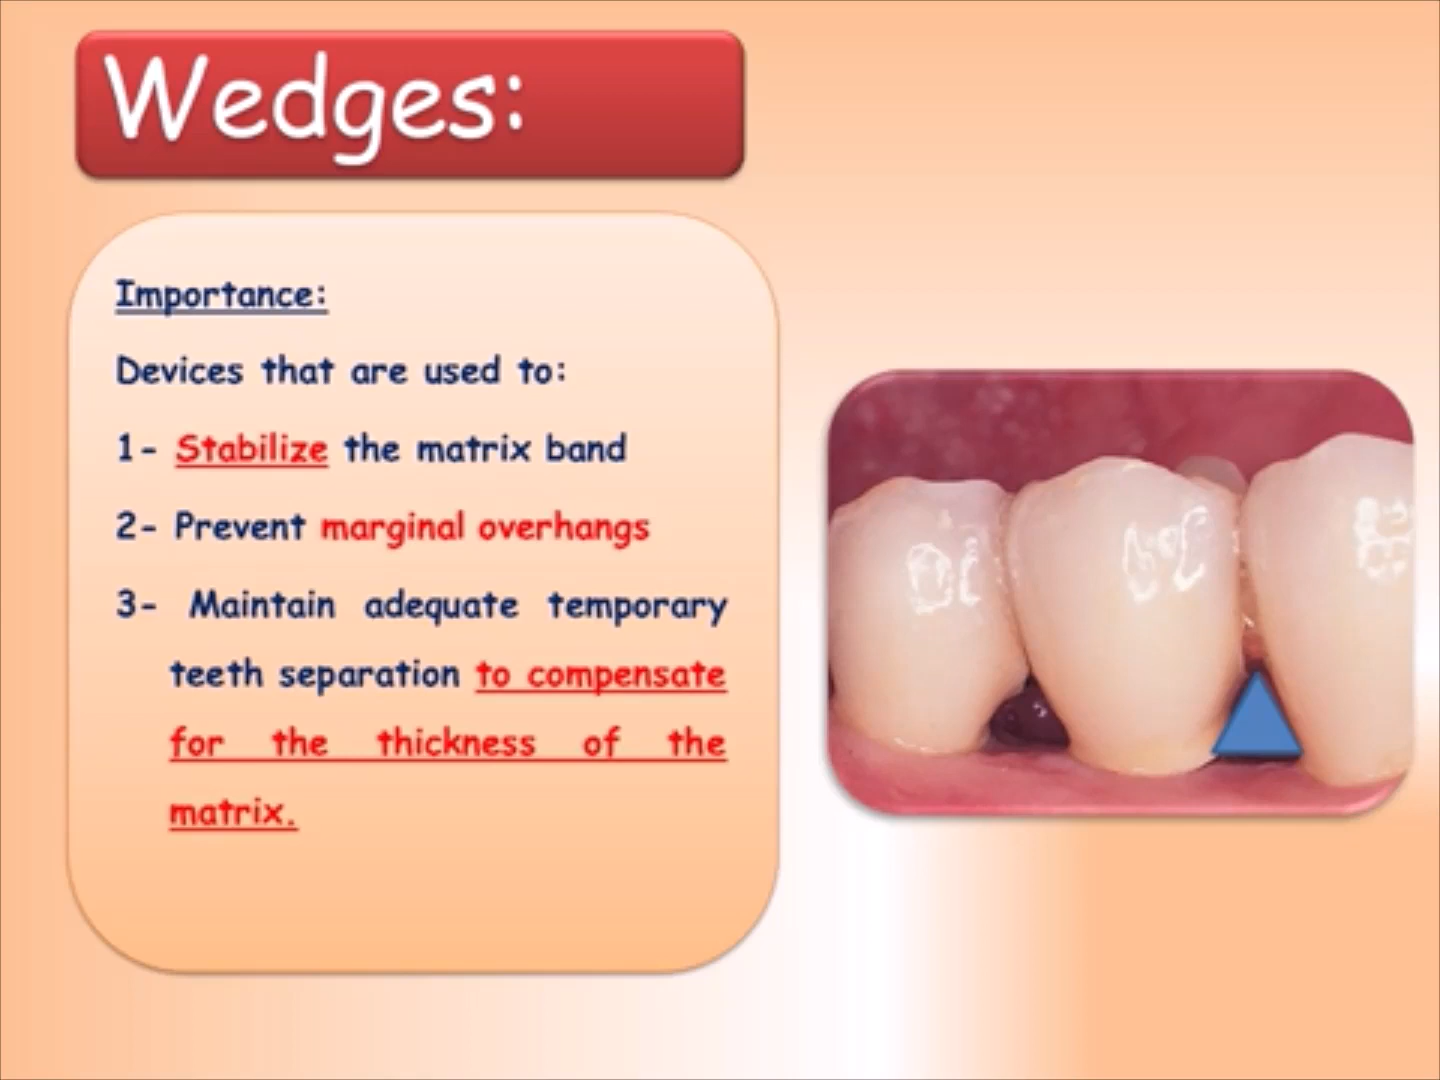 Wedges:
Importance:
Devices that are used to:
1- Stabilize the matrix band
2- Prevent marginal overhangs
3- Maintain adequate temporary
teeth separation to compensate
for the thickness of the
matrix.